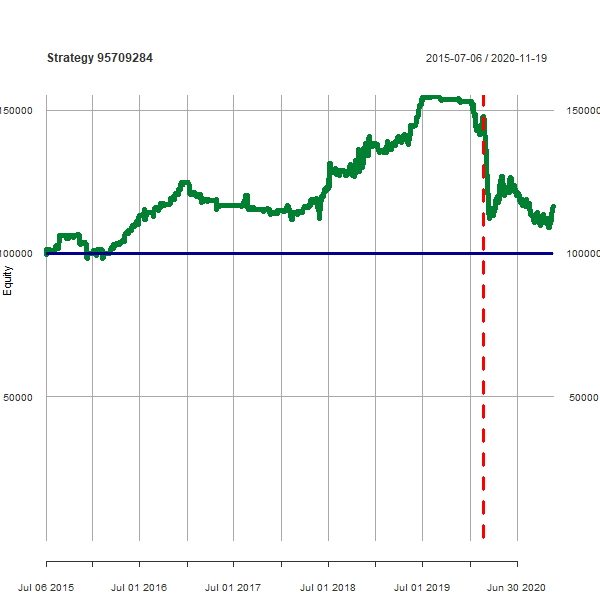 Strategy 95709284
2015-07-06 / 2020-11-19
150000
150000
100000
100000
Equity
50000
50000
Jul 06 2015
Jul 01 2016
Jul 01 2017
Jul 01 2018
Jul 01 2019
Jun 30 2020